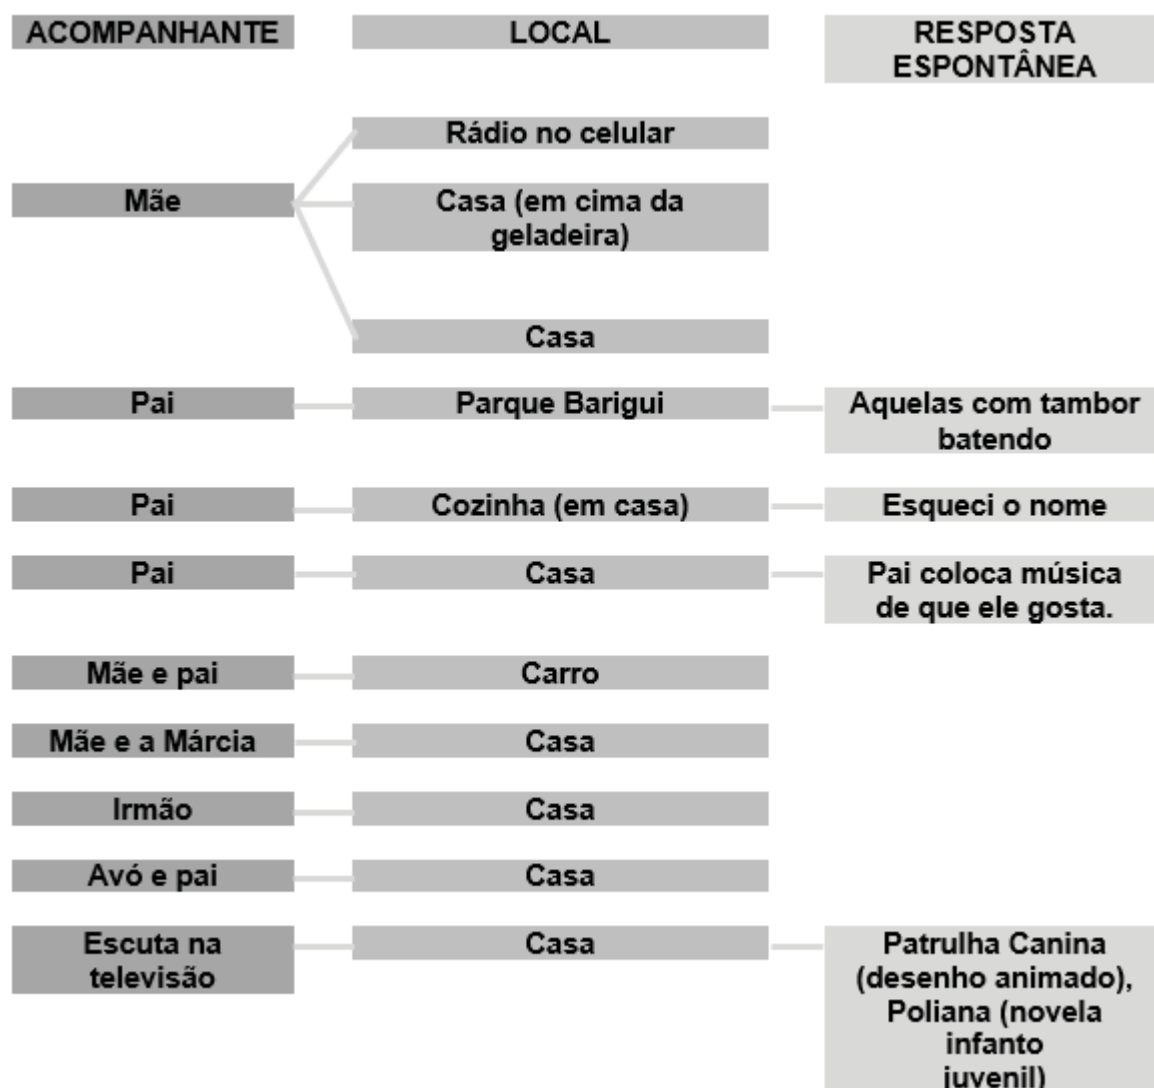 ACOMPANHANTE
LOCAL
RESPOSTA
ESPONTÂNEA
Rádio no celular
Mãe
Casa (em cima da
geladeira)
Casa
Pai
Parque Barigui
Aquelas com tambor
batendo
Pai
Cozinha (em casa)
Esqueci o nome
Pai
Casa
Pai coloca música
de que ele gosta.
Mãe e pai
Carro
Mãe e a Márcia
Casa
Irmão
Casa
Avó e pai
Casa
Escuta na
televisão
Casa
Patrulha Canina
(desenho animado),
Poliana (novela
infanto
juvenil)